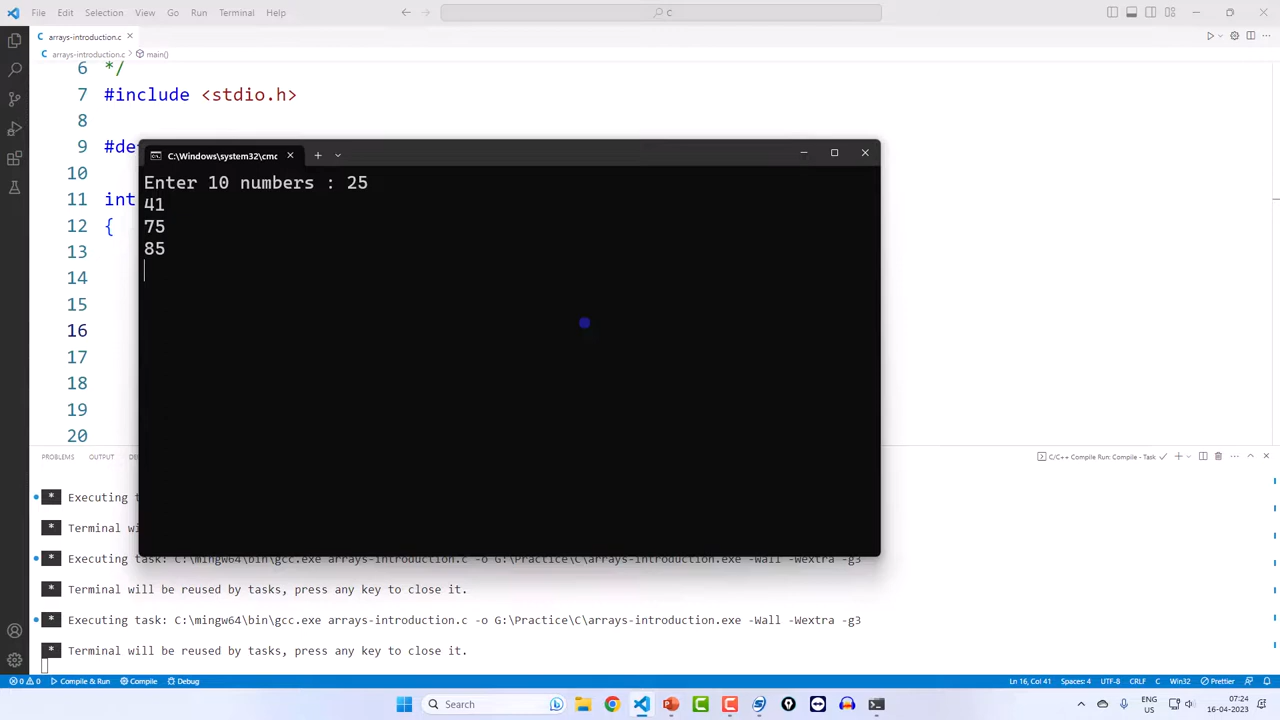 File Edit Selection View Go Run Terminal Help
C
C arrays-introduction.c
C arrays-introduction.c > main()
6 */
7 #include <stdio.h>
8
9 #de
10
11 int
12 {
13
14
15
16
17
18
19
20
C:\Windows\system32\cmc
Enter 10 numbers : 25
41
75
85
PROBLEMS OUTPUT DE
C/C++ Compile Run: Compile - Task
* Executing t
* Terminal wi
* Executing task: C:\mingw64\bin\gcc.exe arrays-introduction.c -o G:\Practice\C\arrays-introduction.exe -Wall -Wextra -g3
* Terminal will be reused by tasks, press any key to close it.
* Executing task: C:\mingw64\bin\gcc.exe arrays-introduction.c -o G:\Practice\C\arrays-introduction.exe -Wall -Wextra -g3
* Terminal will be reused by tasks, press any key to close it.
0 0 Compile & Run Compile Debug
Ln 16, Col 41 Spaces: 4 UTF-8 CRLF C Win32 Prettier
Search
ENG
US
07:24
16-04-2023